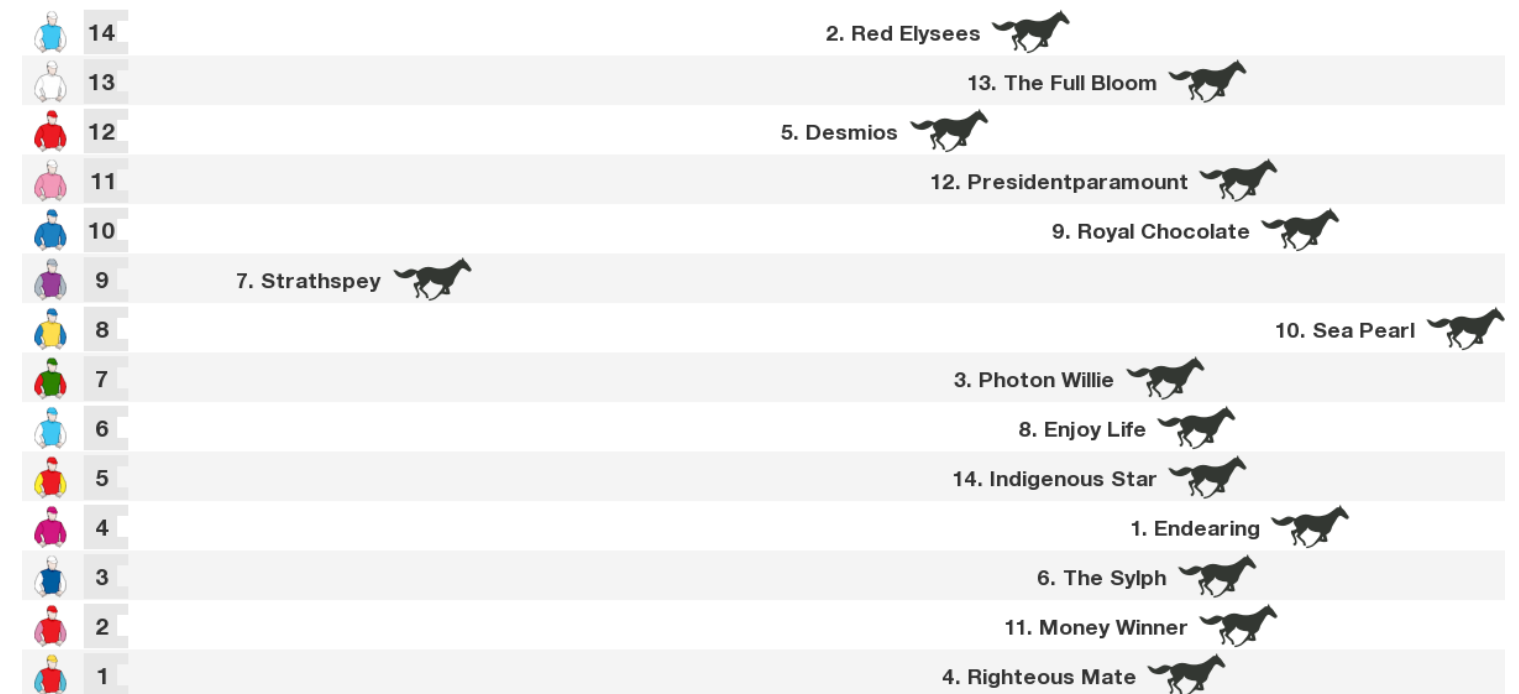 14 2. Red Elysees
13 13. The Full Bloom
12 5. Desmios
11 12. Presidentparamount
10 9. Royal Chocolate
9 7. Strathspey
8 10. Sea Pearl
7 3. Photon Willie
6 8. Enjoy Life
5 14. Indigenous Star
4 1. Endearing
3 6. The Sylph
2 11. Money Winner
1 4. Righteous Mate